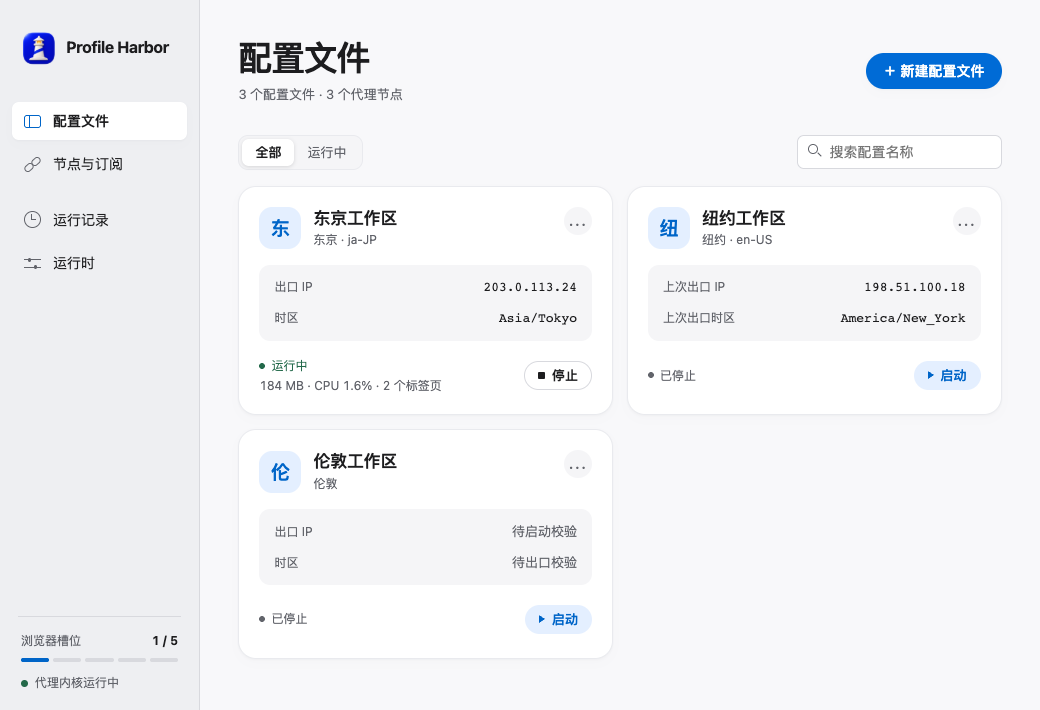 Profile Harbor
配置文件
节点与订阅
运行记录
运行时
浏览器槽位 1 / 5
代理内核运行中
配置文件
3 个配置文件 · 3 个代理节点
+ 新建配置文件
全部 运行中
搜索配置名称
东
东京工作区
东京 · ja-JP
...
出口 IP 203.0.113.24
时区 Asia/Tokyo
运行中
184 MB · CPU 1.6% · 2 个标签页
停止
纽
纽约工作区
纽约 · en-US
...
上次出口 IP 198.51.100.18
上次出口时区 America/New_York
已停止
启动
伦
伦敦工作区
伦敦
...
出口 IP 待启动校验
时区 待出口校验
已停止
启动